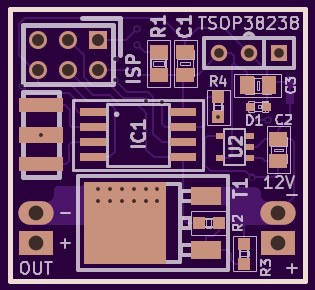 TSOP38238
R1
C1
ISP
R4
C3
D1
IC1
U2
C2
12V
T1
−
−
R2
+
OUT
R3
+